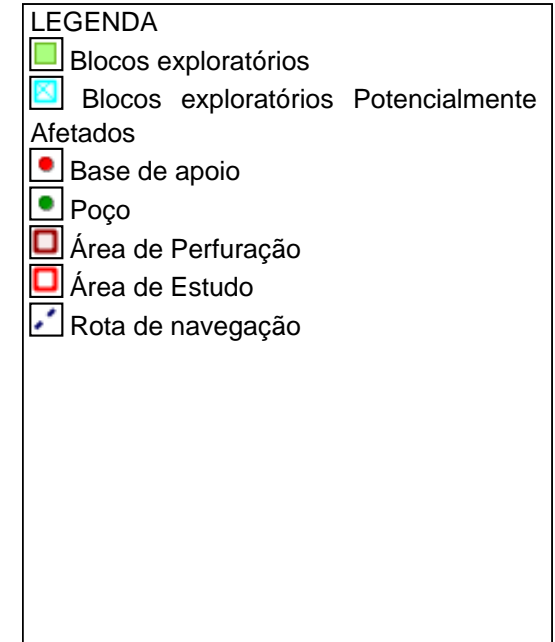 LEGENDA
Blocos exploratórios
Blocos exploratórios Potencialmente
Afetados
Base de apoio
Poço
Área de Perfuração
Área de Estudo
Rota de navegação